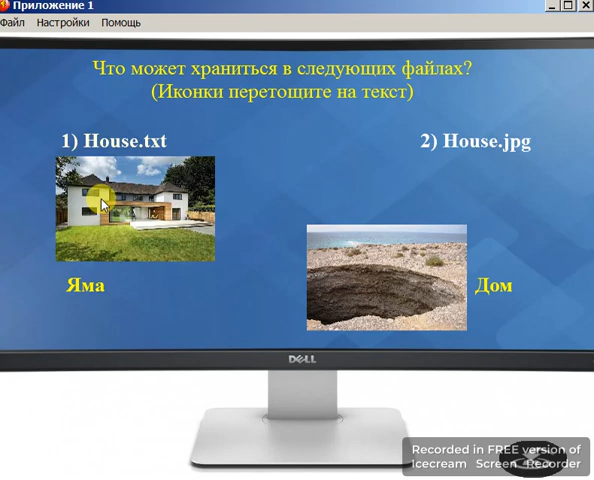 Приложение 1
Файл Настройки Помощь
Что может храниться в следующих файлах?
(Иконки перетощите на текст)
1) House.txt
2) House.jpg
Яма
Дом
DELL
Recorded in FREE version of
Icecream Screen Recorder